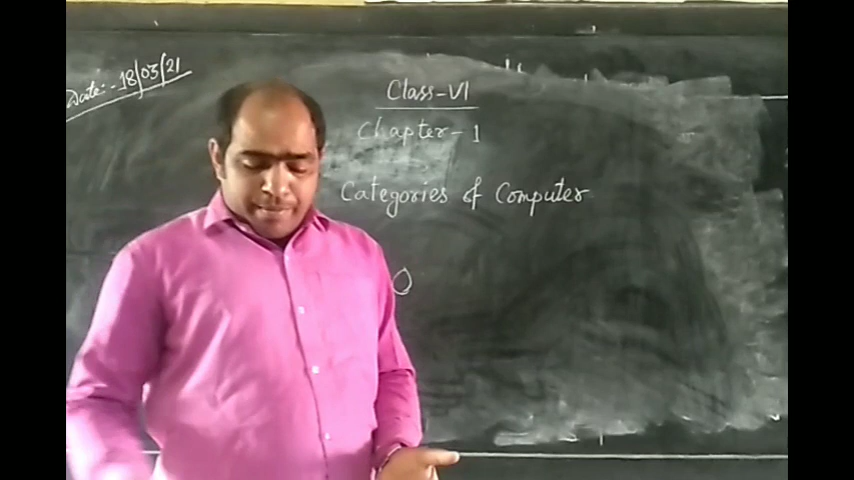 Date:- 18/03/21
Class-VI
Chapter-1
Categories of Computer